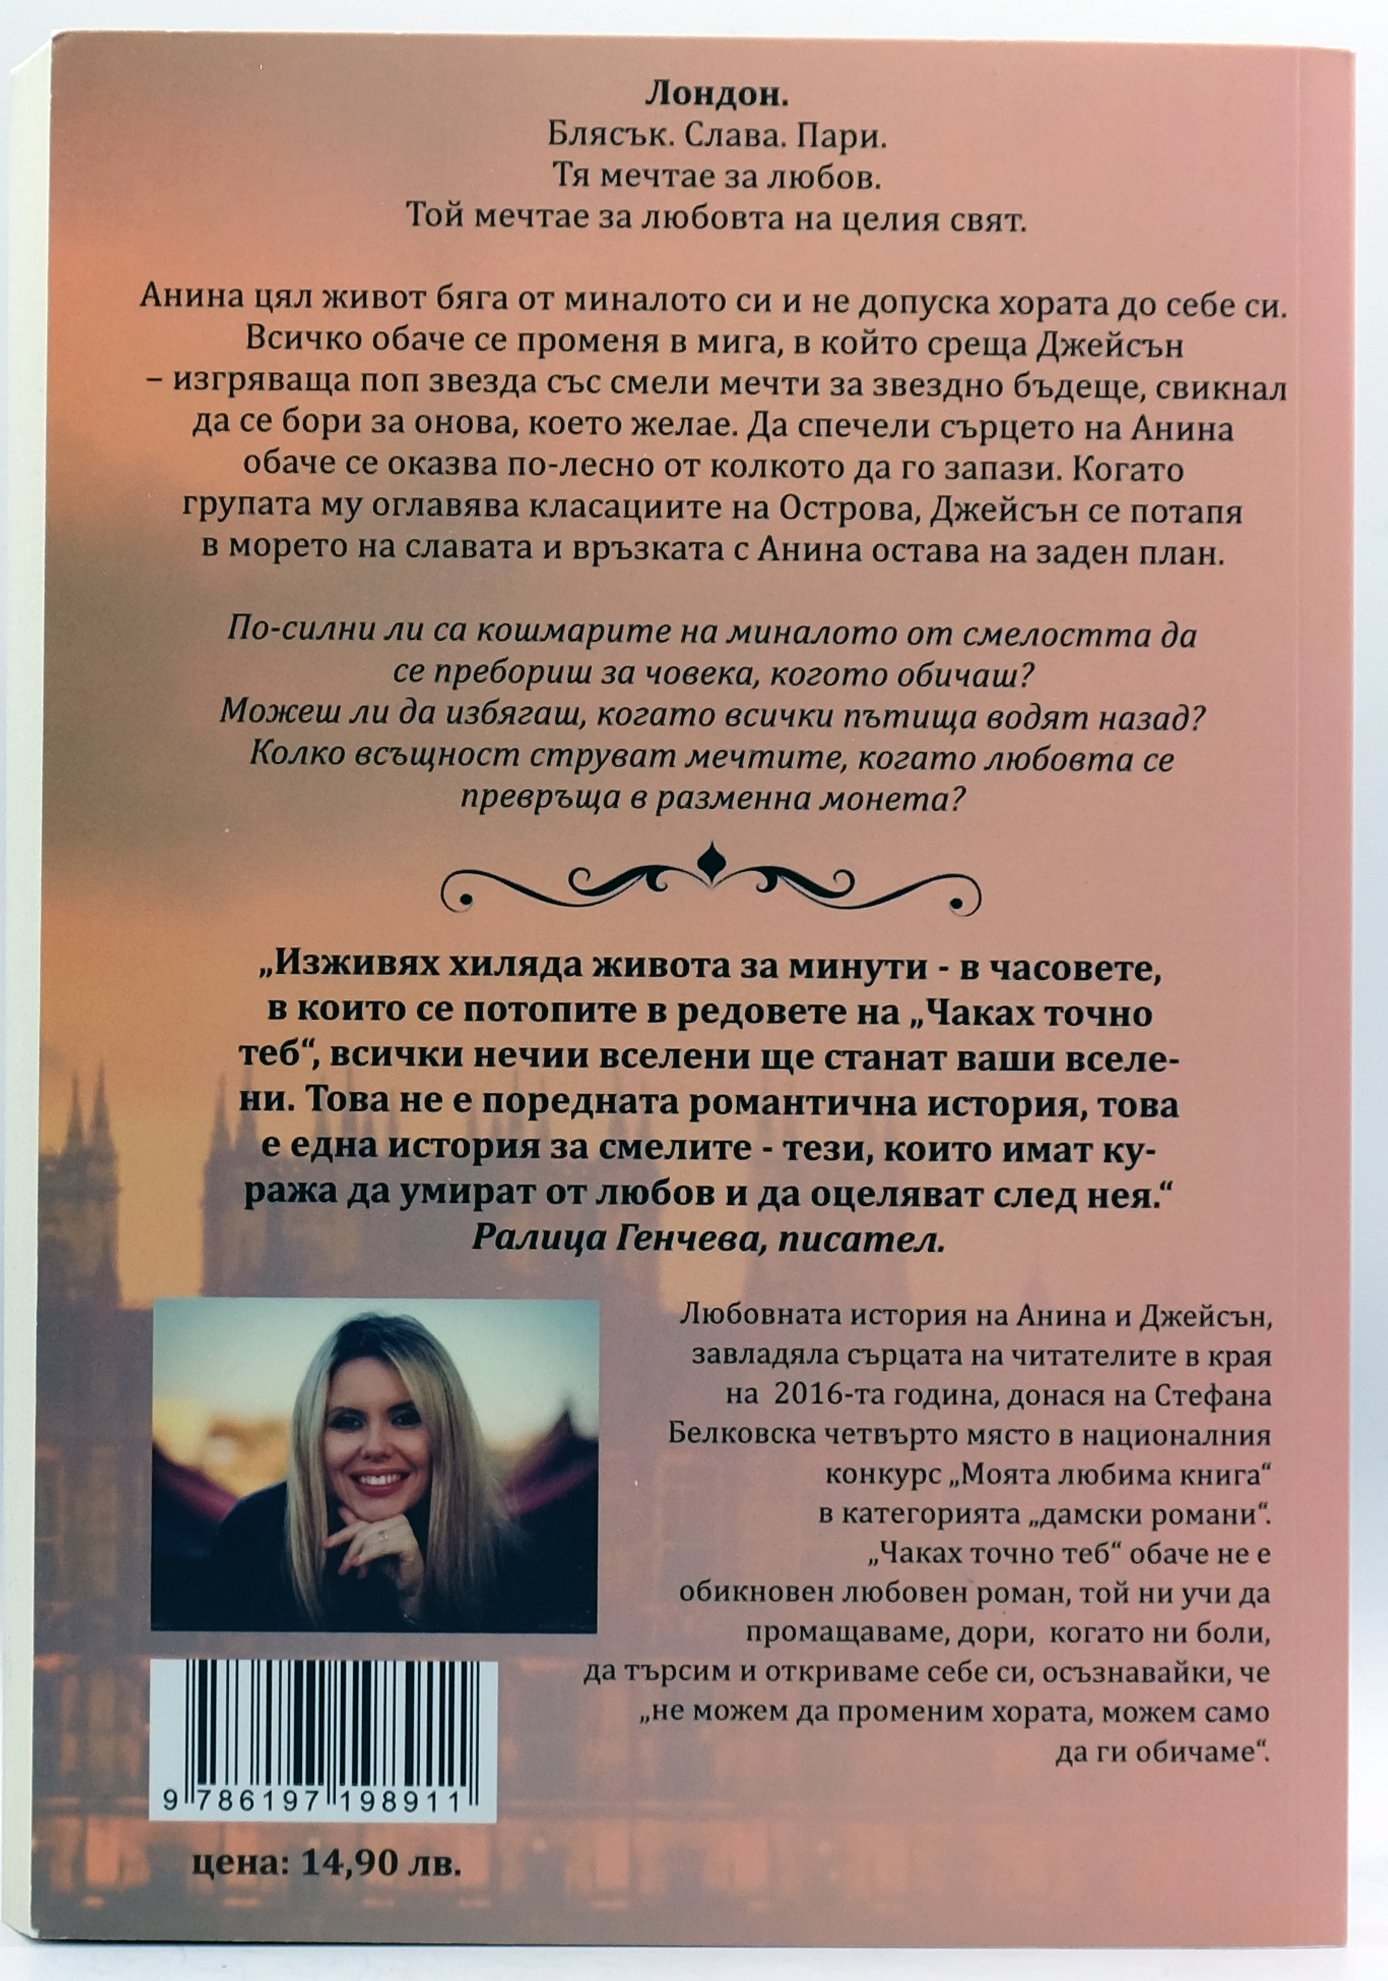 Лондон.
Блясък. Слава. Пари.
Тя мечтае за любов.
Той мечтае за любовта на целия свят.
Анина цял живот бяга от миналото си и не допуска хората до себе си.
Всичко обаче се променя в мига, в който среща Джейсън
– изгряваща поп звезда със смели мечти за звездно бъдеще, свикнал
да се бори за онова, което желае. Да спечели сърцето на Анина
обаче се оказва по-лесно от колкото да го запази. Когато
групата му оглавява класациите на Острова, Джейсън се потапя
в морето на славата и връзката с Анина остава на заден план.
По-силни ли са кошмарите на миналото от смелостта да
се пребориш за човека, когото обичаш?
Можеш ли да избягаш, когато всички пътища водят назад?
Колко всъщност струват мечтите, когато любовта се
превръща в разменна монета?
„Изживях хиляда живота за минути - в часовете,
в които се потопите в редовете на „Чаках точно
теб“, всички нечии вселени ще станат ваши вселе-
ни. Това не е поредната романтична история, това
е една история за смелите - тези, които имат ку-
ража да умират от любов и да оцеляват след нея.“
Ралица Генчева, писател.
Любовната история на Анина и Джейсън,
завладяла сърцата на читателите в края
на 2016-та година, донася на Стефана
Белковска четвърто място в националния
конкурс „Моята любима книга“
в категорията „дамски романи“.
„Чаках точно теб“ обаче не е
обикновен любовен роман, той ни учи да
промащаваме, дори, когато ни боли,
да търсим и откриваме себе си, осъзнавайки, че
„не можем да променим хората, можем само
да ги обичаме“.
9 786197 198911
цена: 14,90 лв.